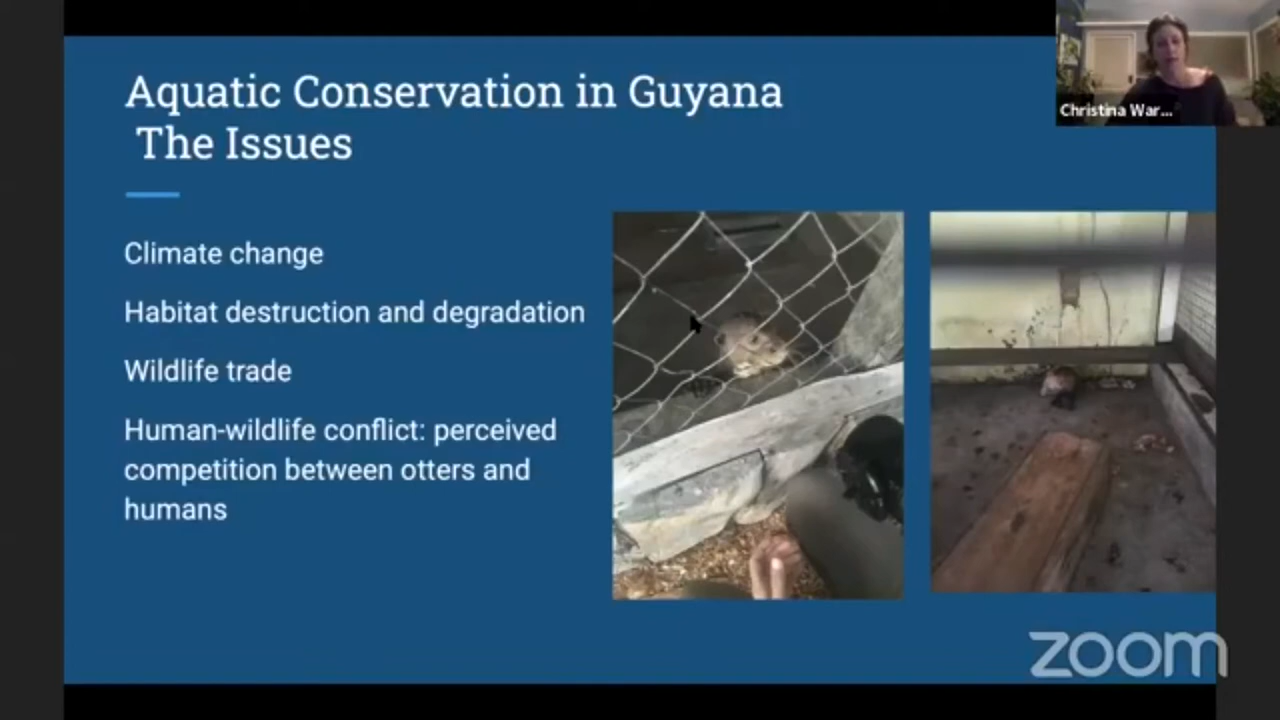 Aquatic Conservation in Guyana
The Issues
Christina War...
Climate change
Habitat destruction and degradation
Wildlife trade
Human-wildlife conflict: perceived
competition between otters and
humans
zoom